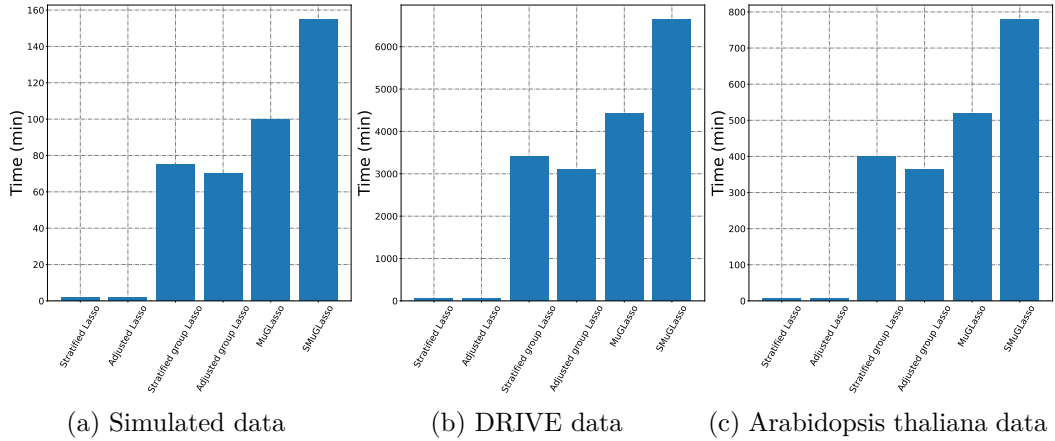 160
140
120
100
80
60
40
20
0
Time (min)
Stratified Lasso
Adjusted Lasso
Stratified group Lasso
Adjusted group Lasso
MuGLasso
SMuGLasso
(a) Simulated data
6000
5000
4000
3000
2000
1000
0
Time (min)
Stratified Lasso
Adjusted Lasso
Stratified group Lasso
Adjusted group Lasso
MuGLasso
SMuGLasso
(b) DRIVE data
800
700
600
500
400
300
200
100
0
Time (min)
Stratified Lasso
Adjusted Lasso
Stratified group Lasso
Adjusted group Lasso
MuGLasso
SMuGLasso
(c) Arabidopsis thaliana data